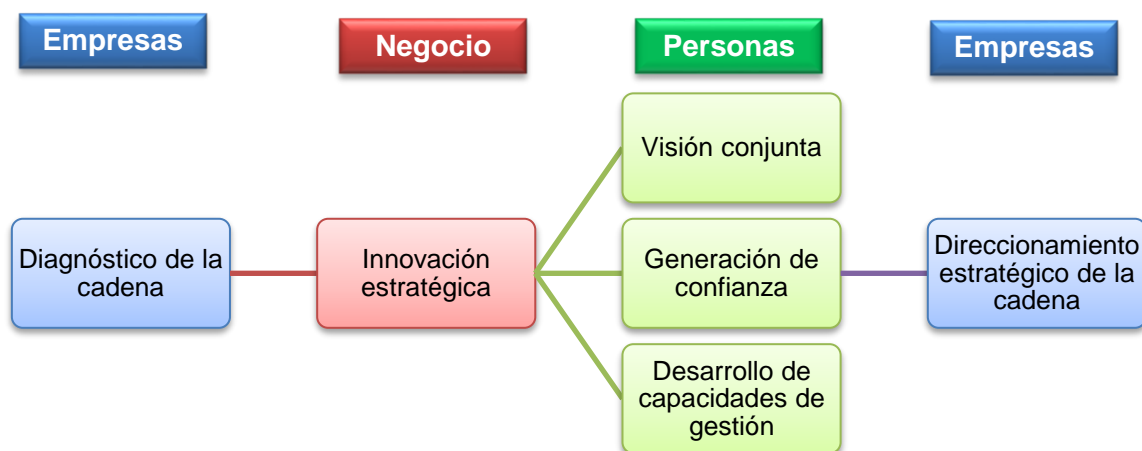 Empresas
Negocio
Personas
Empresas
Visión conjunta
Diagnóstico de la
cadena
Innovación
estratégica
Generación de
confianza
Direccionamiento
estratégico de la
cadena
Desarrollo de
capacidades de
gestión